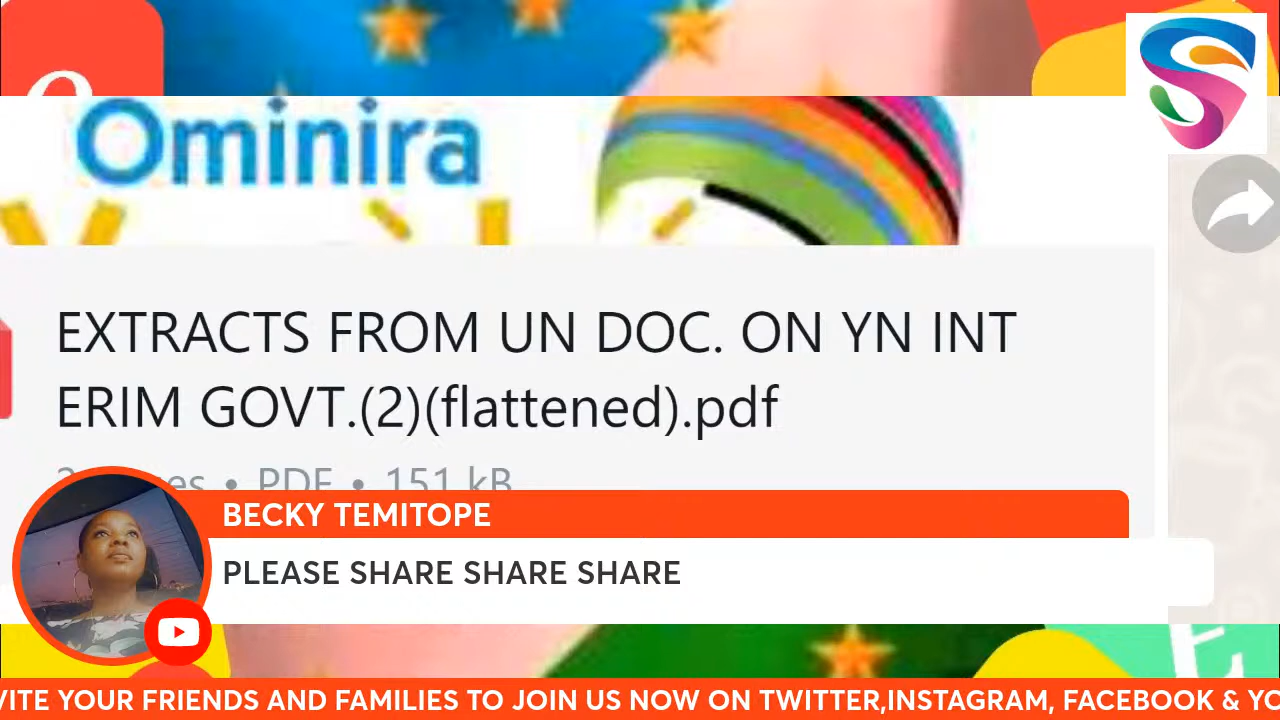 Ominira
EXTRACTS FROM UN DOC. ON YN INT
ERIM GOVT.(2)(flattened).pdf
es • PDF • 151 kB
BECKY TEMITOPE
PLEASE SHARE SHARE SHARE
VITE YOUR FRIENDS AND FAMILIES TO JOIN US NOW ON TWITTER,INSTAGRAM, FACEBOOK & YO